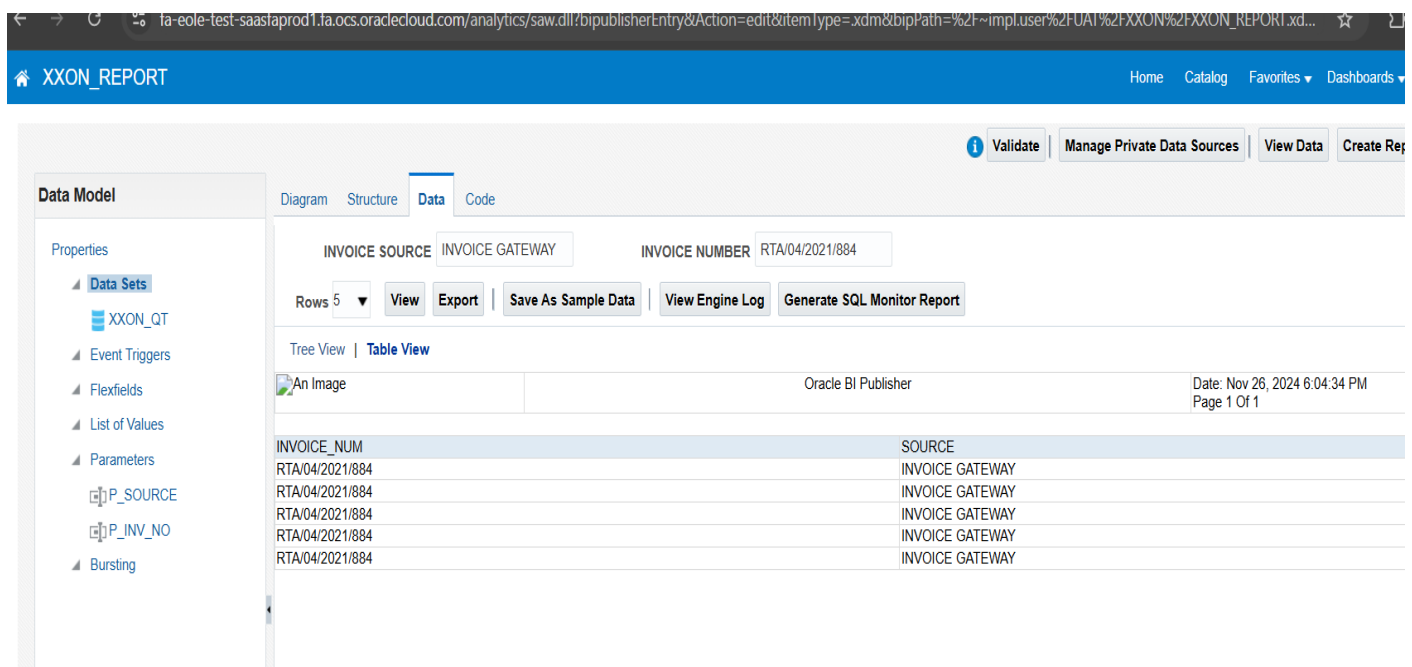 fa-eole-test-saasfaprod1.fa.ocs.oraclecloud.com/analytics/saw.dll?bipublisherEntry&Action=edit&itemType=.xdm&bipPath=%2F~impl.user%2FUAT%2FXXON%2FXXON_REPORT.xd...
XXON_REPORT
Home Catalog Favorites Dashboards
Validate Manage Private Data Sources View Data Create Rep
Data Model
Diagram Structure Data Code
Properties
INVOICE SOURCE INVOICE GATEWAY INVOICE NUMBER RTA/04/2021/884
Data Sets
Rows 5 View Export Save As Sample Data View Engine Log Generate SQL Monitor Report
XXON_QT
Tree View | Table View
Event Triggers
An Image Oracle BI Publisher Date: Nov 26, 2024 6:04:34 PM
Page 1 Of 1
Flexfields
List of Values
INVOICE_NUM SOURCE
Parameters
RTA/04/2021/884 INVOICE GATEWAY
RTA/04/2021/884 INVOICE GATEWAY
P_SOURCE
RTA/04/2021/884 INVOICE GATEWAY
P_INV_NO
RTA/04/2021/884 INVOICE GATEWAY
RTA/04/2021/884 INVOICE GATEWAY
Bursting